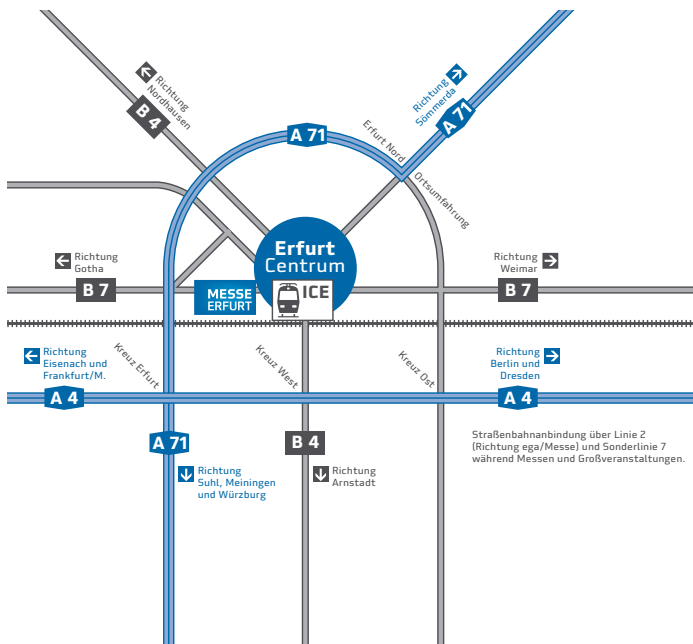 Richtung
Nordhausen
B 4
Richtung
Sömmerda
A 71
A 71
Erfurt Nord
Ortsumfahrung
Erfurt
Centrum
Richtung
Gotha
B 7
MESSE
ERFURT
ICE
Richtung
Weimar
B 7
Richtung
Eisenach und
Frankfurt/M.
A 4
Kreuz Erfurt
Kreuz West
Kreuz Ost
Richtung
Berlin und
Dresden
A 4
A 71
Richtung
Suhl, Meiningen
und Würzburg
B 4
Richtung
Arnstadt
Straßenbahnanbindung über Linie 2
(Richtung ega/Messe) und Sonderlinie 7
während Messen und Großveranstaltungen.